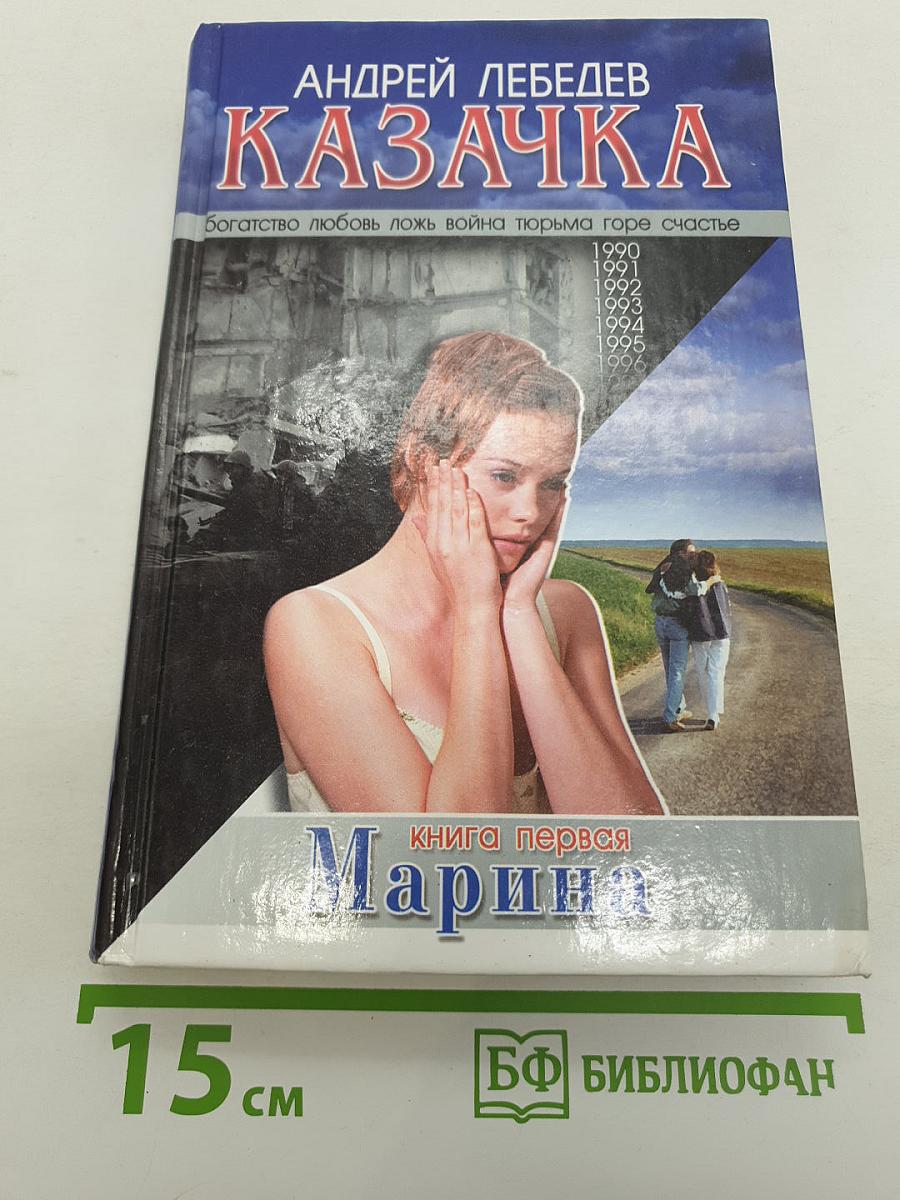 АНДРЕЙ ЛЕБЕДЕВ
КАЗАЧКА
богатство любовь ложь война тюрьма горе счастье
1990
1991
1992
1993
1994
1995
1996
книга первая
Марина
15 см
БФ БИБЛИОФАН